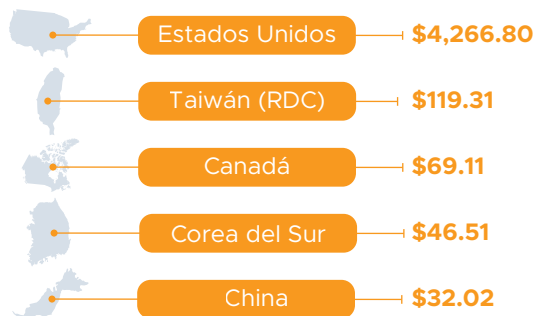 Estados Unidos $4,266.80
Taiwán (RDC) $119.31
Canadá $69.11
Corea del Sur $46.51
China $32.02